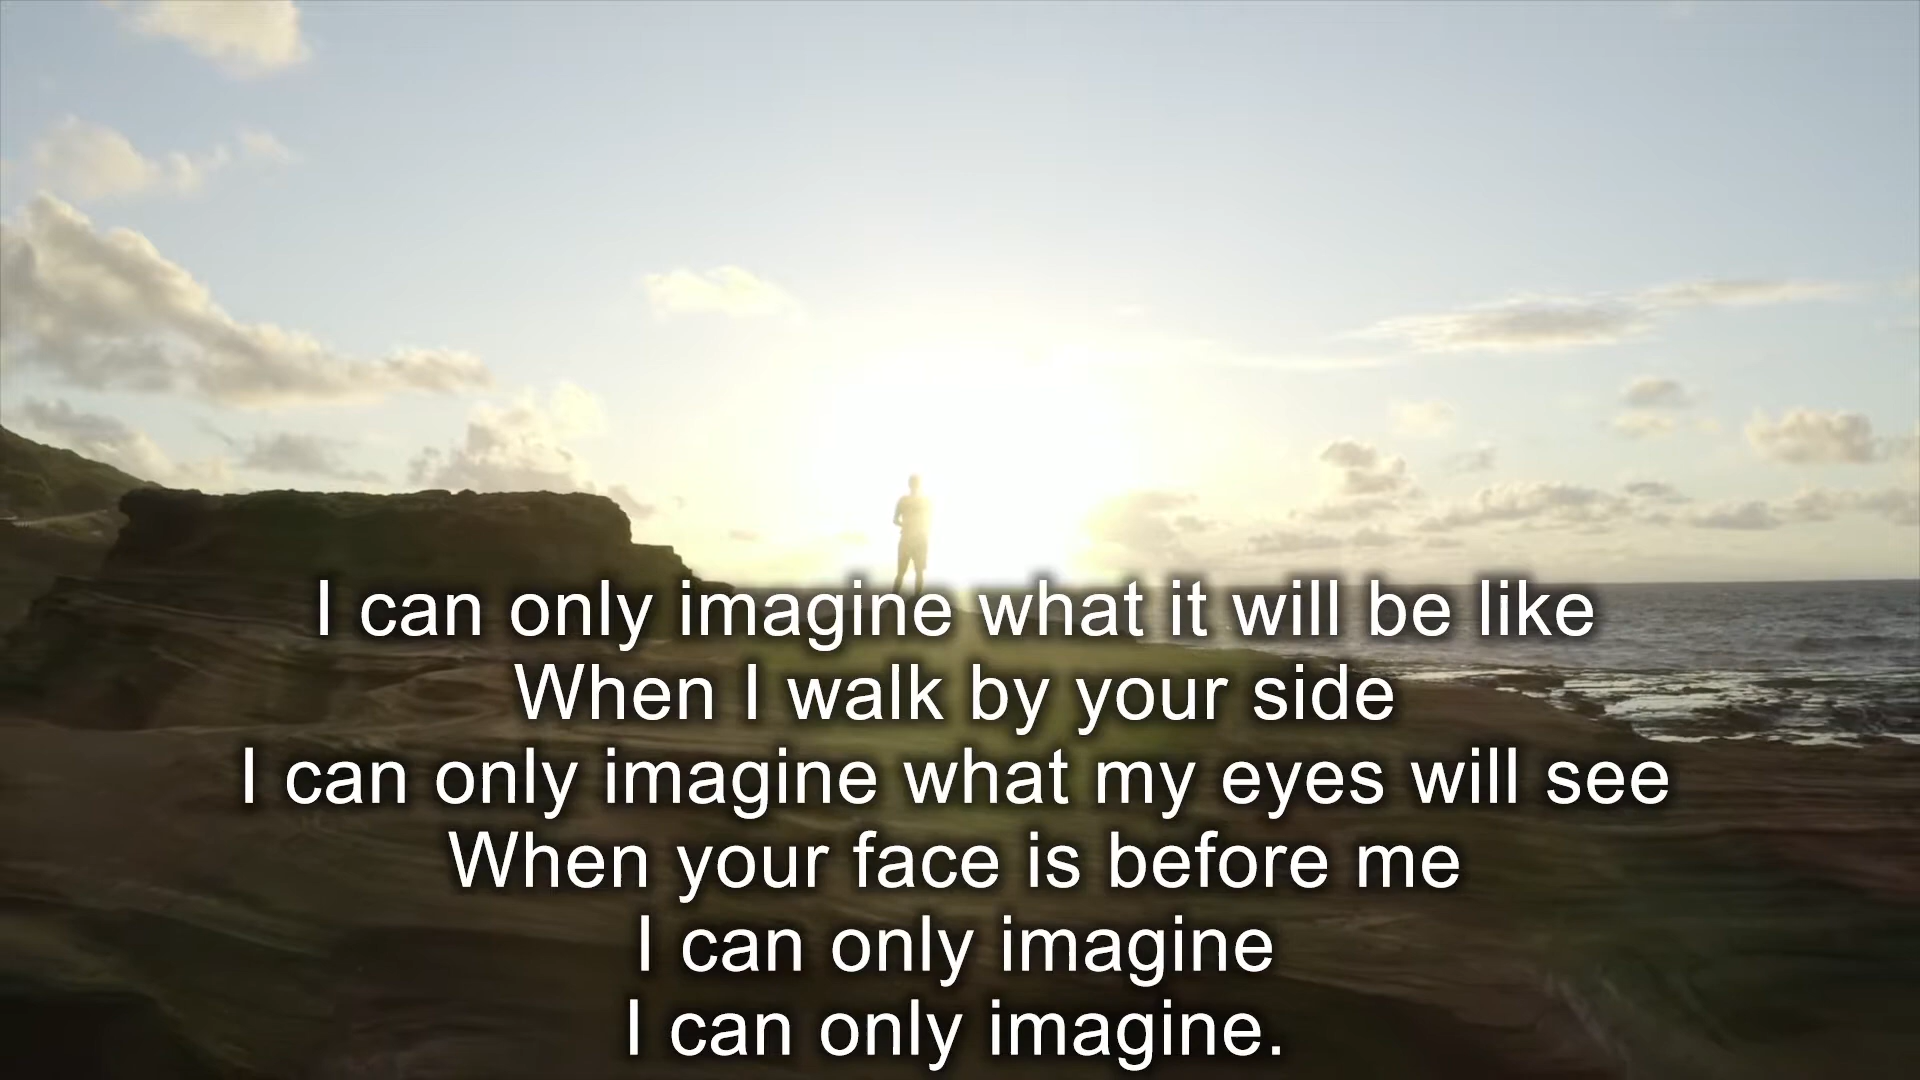 I can only imagine what it will be like
When I walk by your side
I can only imagine what my eyes will see
When your face is before me
I can only imagine
I can only imagine.